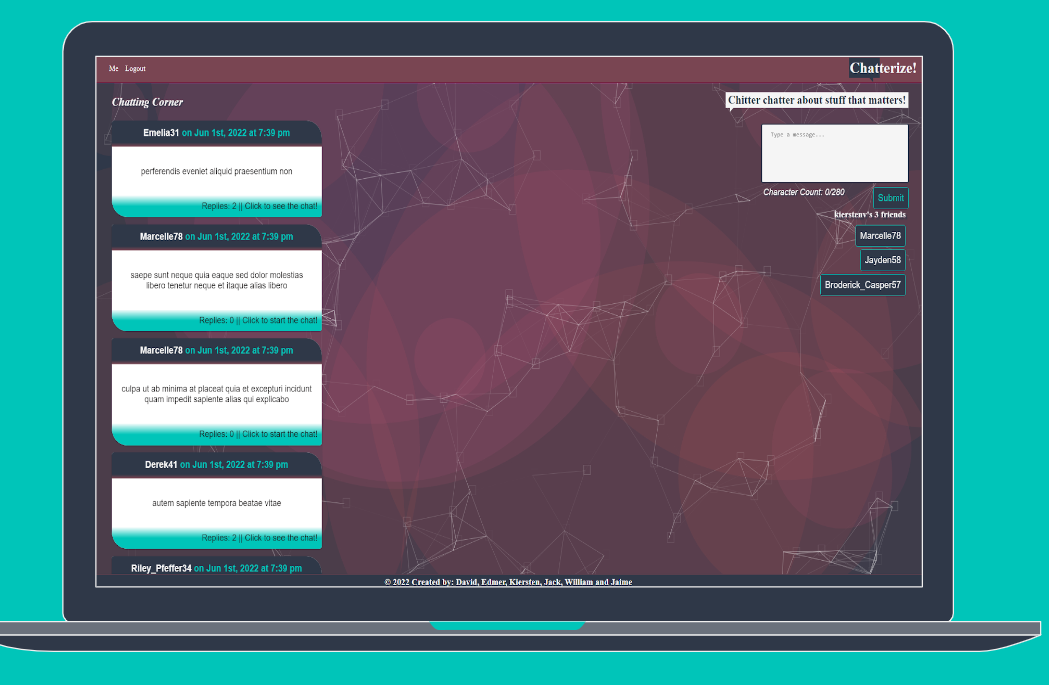 Me Logout
Chatterize!
Chatting Corner
Emelia31 on Jun 1st, 2022 at 7:39 pm
perferendis eveniet aliquid praesentium non
Replies: 2 || Click to see the chat!
Marcelle78 on Jun 1st, 2022 at 7:39 pm
saepe sunt neque quia eaque sed dolor molestias
libero tenetur neque et itaque alias libero
Replies: 0 || Click to start the chat!
Marcelle78 on Jun 1st, 2022 at 7:39 pm
culpa ut ab minima at placeat quia et excepturi incidunt
quam impedit sapiente alias qui explicabo
Replies: 0 || Click to start the chat!
Derek41 on Jun 1st, 2022 at 7:39 pm
autem sapiente tempora beatae vitae
Replies: 2 || Click to see the chat!
Riley_Pfeffer34 on Jun 1st, 2022 at 7:39 pm
Chitter chatter about stuff that matters!
Type a message...
Character Count: 0/280
Submit
kierstenv's 3 friends
Marcelle78
Jayden58
Broderick_Casper57
© 2022 Created by: David, Edmer, Kiersten, Jack, William and Jaime